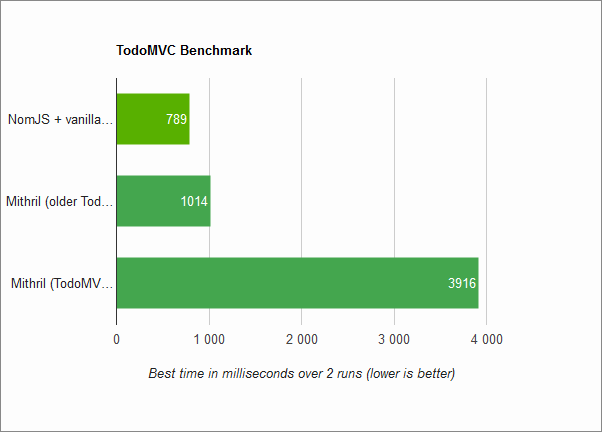 TodoMVC Benchmark
NomJS + vanilla...
789
Mithril (older Tod...
1014
Mithril (TodoMV...
3916
0 1 000 2 000 3 000 4 000
Best time in milliseconds over 2 runs (lower is better)